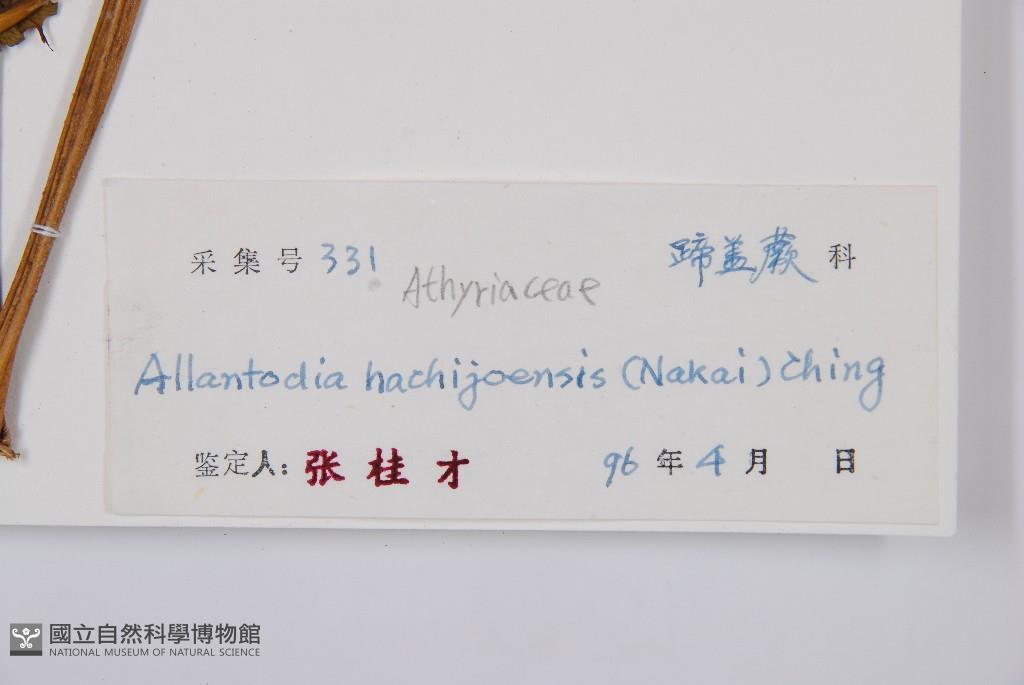 采集号 331 蹄盖蕨 科
Athyriaceae
Allantodia hachijoensis (Nakai) Ching
鉴定人: 张桂才 96 年 4 月 日
國立自然科學博物館
NATIONAL MUSEUM OF NATURAL SCIENCE